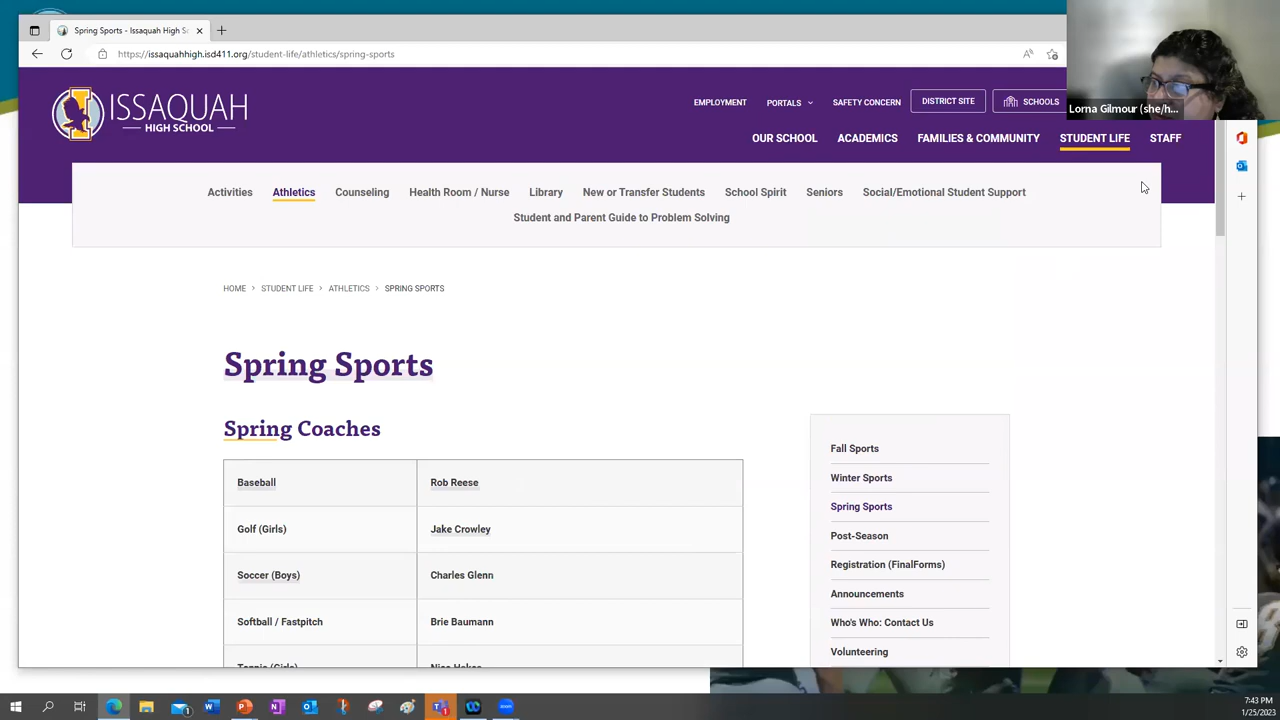 Spring Sports - Issaquah High Sc
https://issaquahhigh.isd411.org/student-life/athletics/spring-sports
Lorna Gilmour (she/h...
ISSAQUAH
HIGH SCHOOL
EMPLOYMENT
PORTALS
SAFETY CONCERN
DISTRICT SITE
SCHOOLS
OUR SCHOOL
ACADEMICS
FAMILIES & COMMUNITY
STUDENT LIFE
STAFF
Activities
Athletics
Counseling
Health Room / Nurse
Library
New or Transfer Students
School Spirit
Seniors
Social/Emotional Student Support
Student and Parent Guide to Problem Solving
HOME > STUDENT LIFE > ATHLETICS > SPRING SPORTS
Spring Sports
Spring Coaches
Baseball Rob Reese
Golf (Girls) Jake Crowley
Soccer (Boys) Charles Glenn
Softball / Fastpitch Brie Baumann
Tennis (Girls)
Fall Sports
Winter Sports
Spring Sports
Post-Season
Registration (FinalForms)
Announcements
Who's Who: Contact Us
Volunteering
7:43 PM
1/25/2023